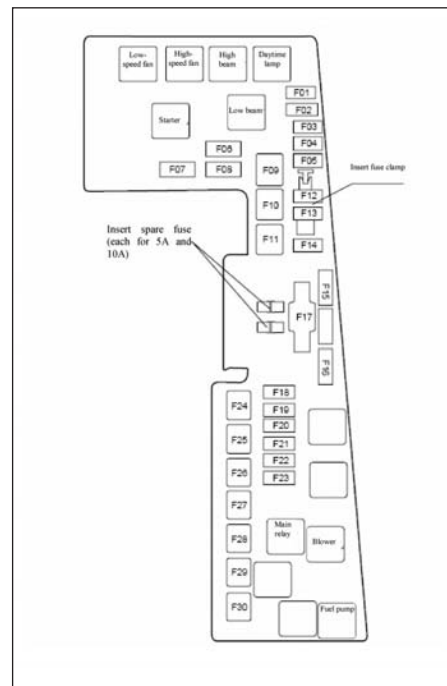 Low-
speed fan
High-
speed fan
High
beam
Daytime
lamp
F01
F02
Starter
Low beam
F03
F04
F06
F05
F07
F08
F09
Insert fuse clamp
F12
F10
F13
F11
F14
Insert spare fuse
(each for 5A and
10A)
F15
F17
F16
F18
F24
F19
F20
F25
F21
F22
F26
F23
F27
Main
relay
F28
Blower
F29
F30
Fuel pump